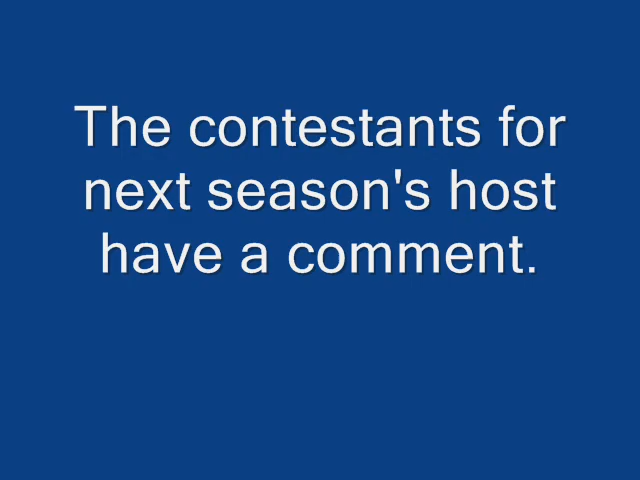 The contestants for
next season's host
have a comment.